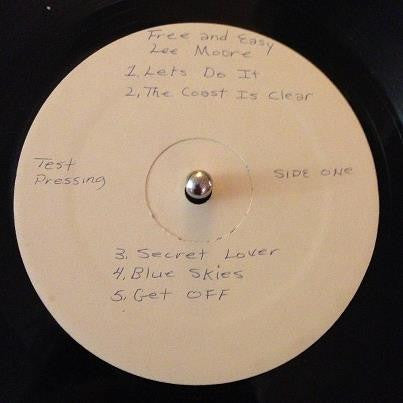 Free and Easy
Lee Moore
1. Lets Do It
2, The Coast Is Clear
Test
Pressing
SIDE ONE
3. Secret Lover
4. Blue Skies
5. Get OFF